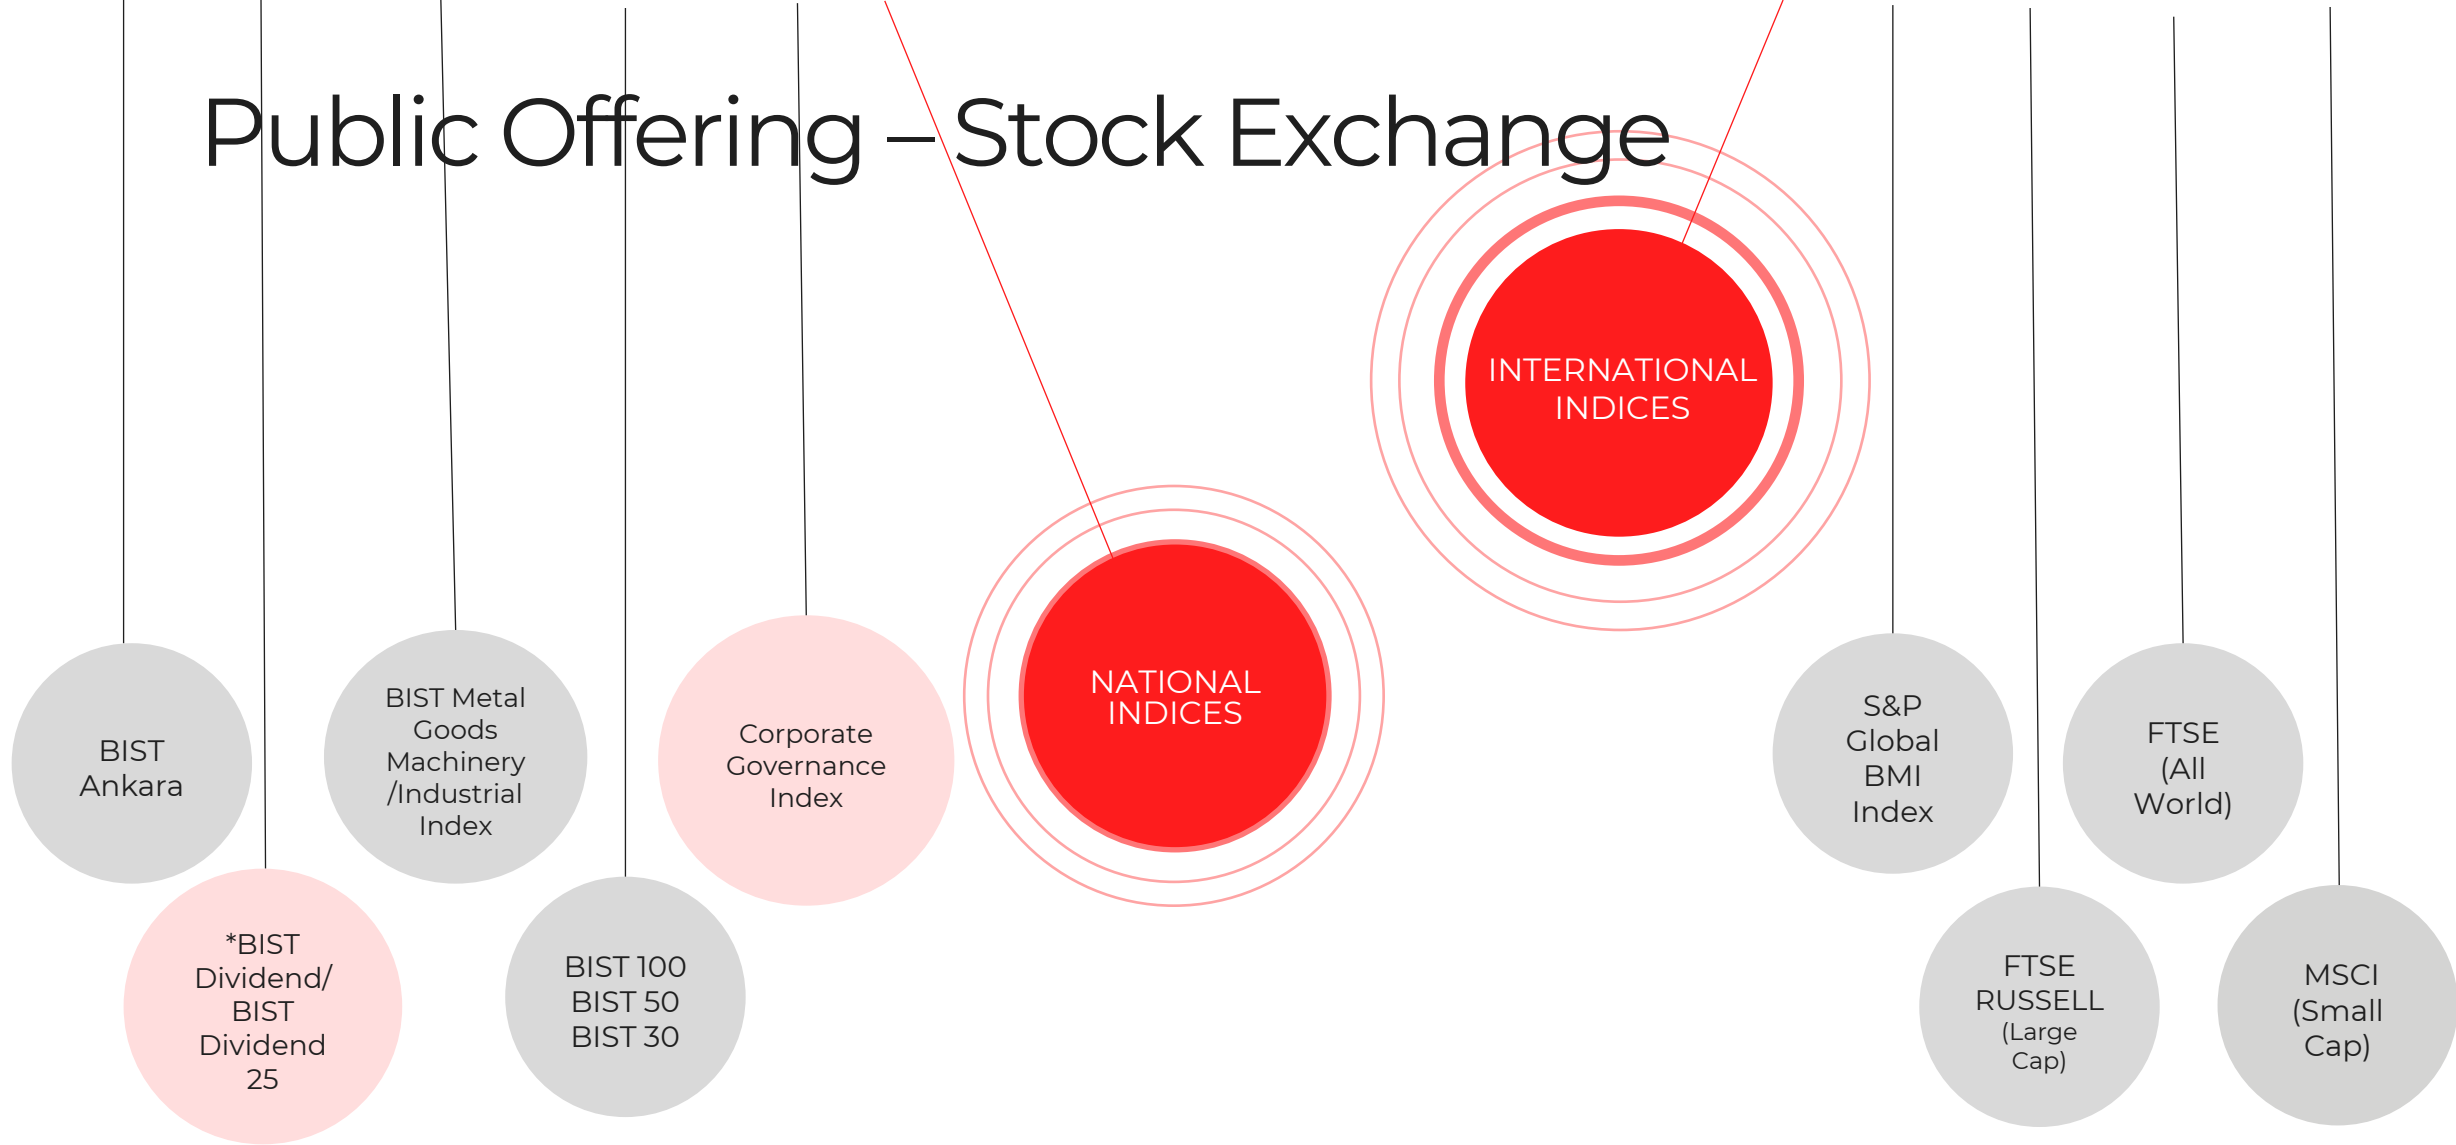 Public Offering – Stock Exchange
INTERNATIONAL
INDICES
NATIONAL
INDICES
BIST
Ankara
*BIST
Dividend/
BIST
Dividend
25
BIST Metal
Goods
Machinery
/Industrial
Index
BIST 100
BIST 50
BIST 30
Corporate
Governance
Index
S&P
Global
BMI
Index
FTSE
RUSSELL
(Large
Cap)
FTSE
(All
World)
MSCI
(Small
Cap)